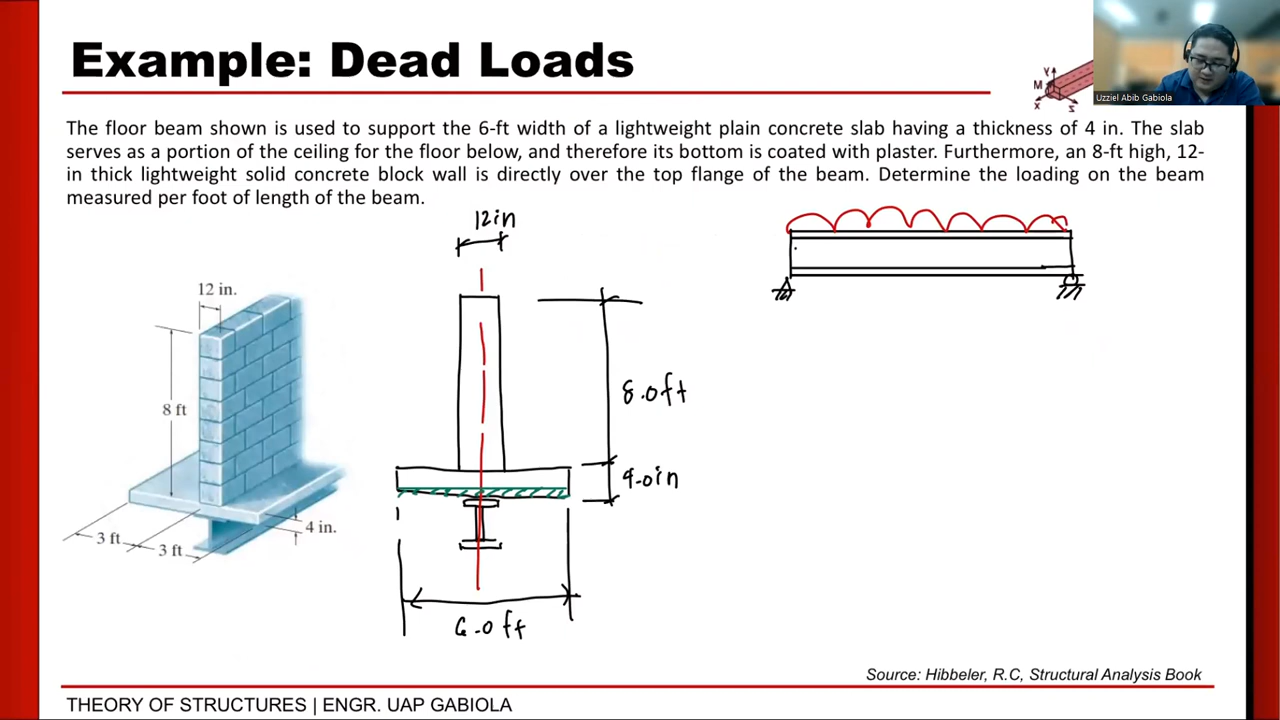 Example: Dead Loads
Y
M
X
Z
Uzziel Abib Gabiola
The floor beam shown is used to support the 6-ft width of a lightweight plain concrete slab having a thickness of 4 in. The slab
serves as a portion of the ceiling for the floor below, and therefore its bottom is coated with plaster. Furthermore, an 8-ft high, 12-
in thick lightweight solid concrete block wall is directly over the top flange of the beam. Determine the loading on the beam
measured per foot of length of the beam.
12in
12 in.
8 ft
8.0ft
4.0in
4 in.
3 ft
3 ft
6.0 ft
Source: Hibbeler, R.C, Structural Analysis Book
THEORY OF STRUCTURES | ENGR. UAP GABIOLA